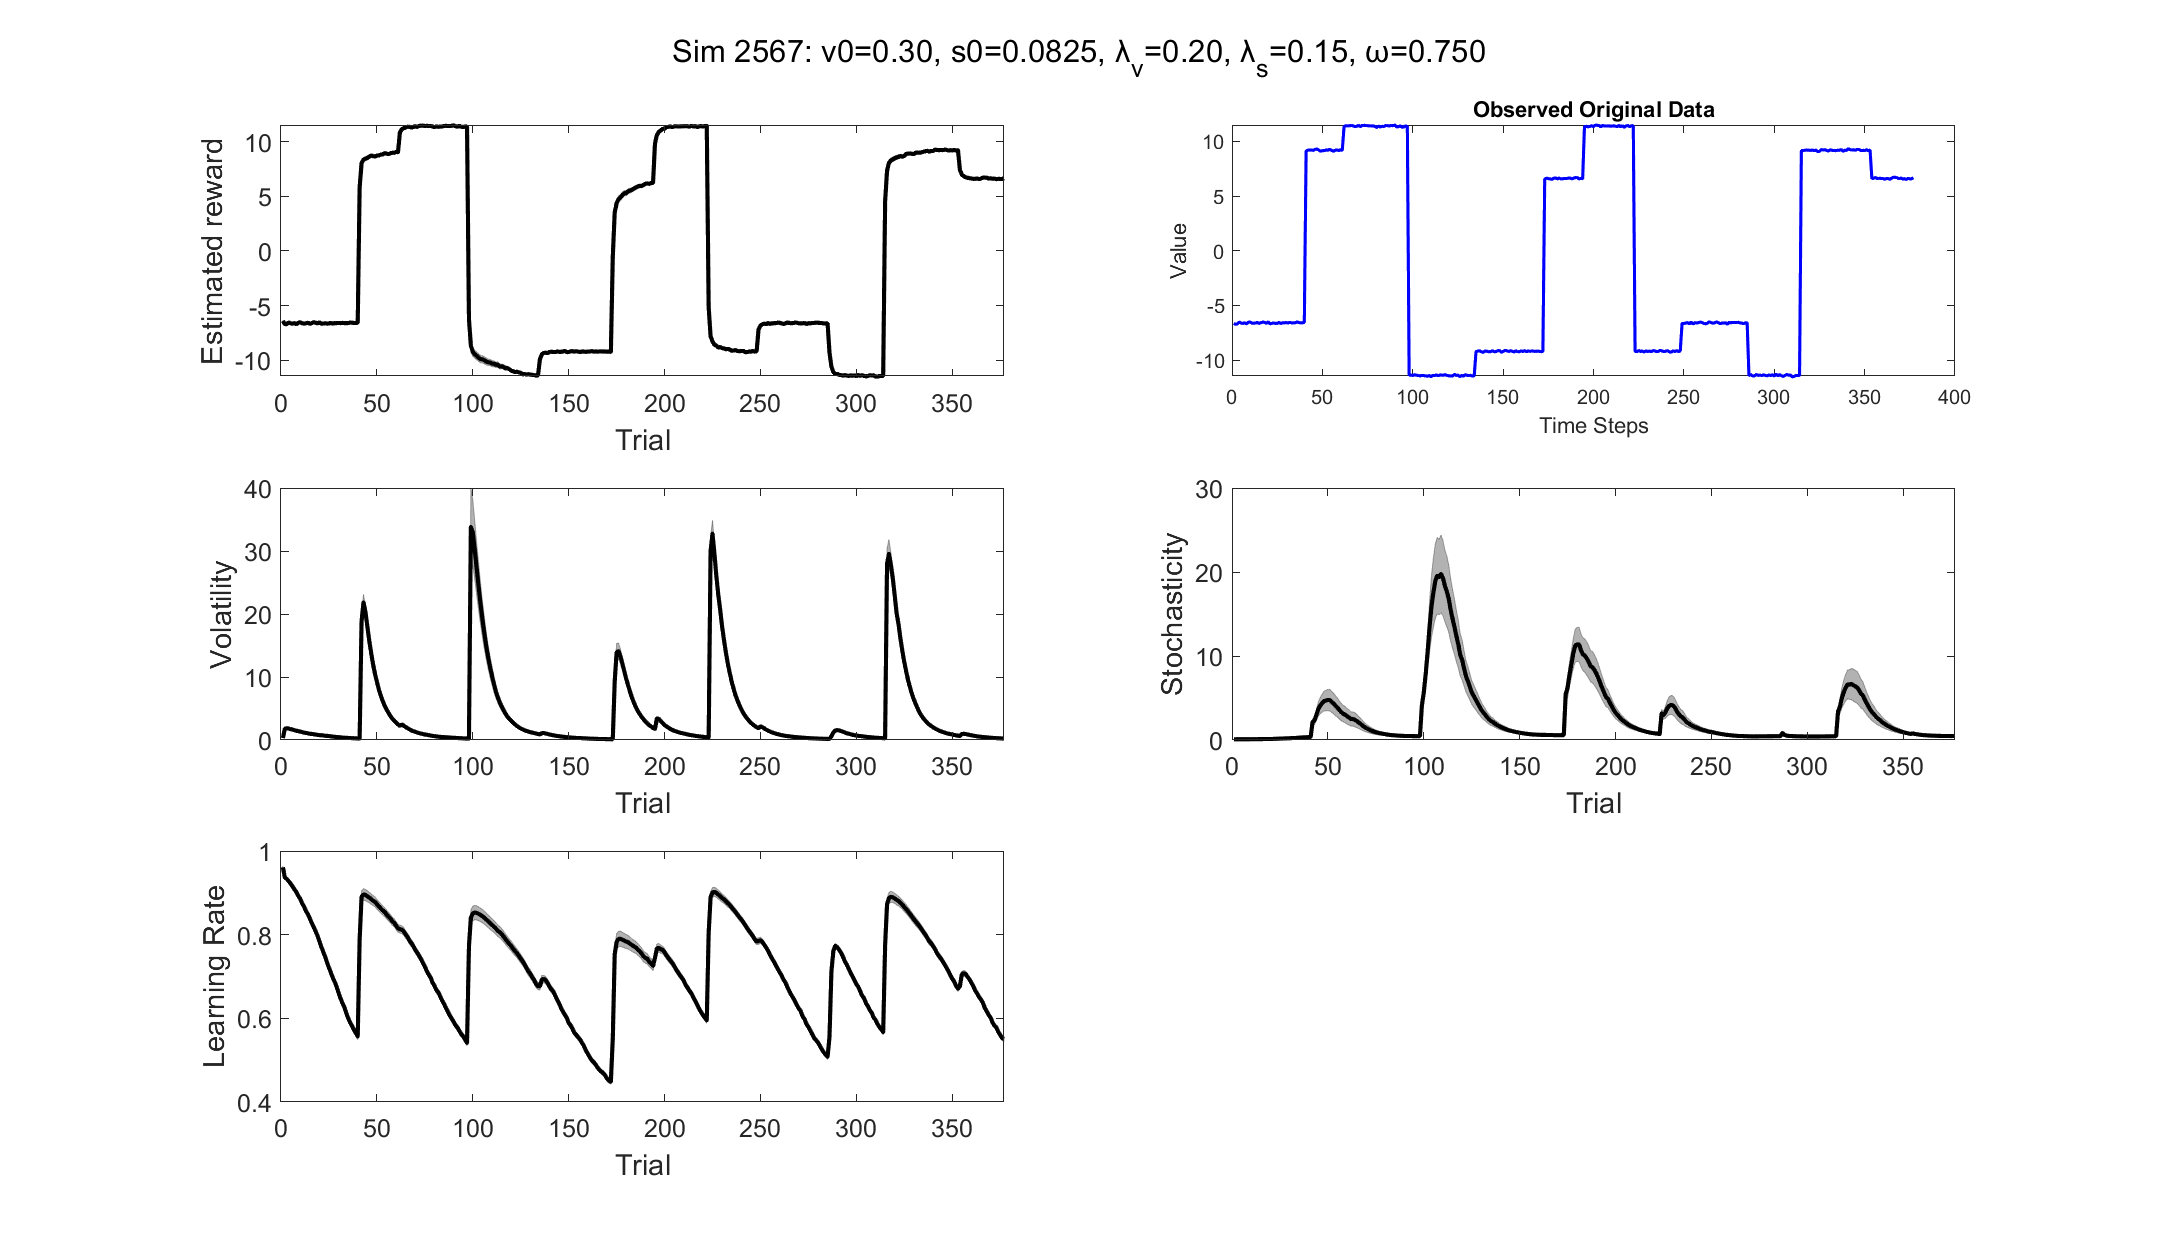 Sim 2567: v0=0.30, s0=0.0825, λv=0.20, λs=0.15, ω=0.750
Estimated reward
10
5
0
-5
-10
0 50 100 150 200 250 300 350
Trial
Observed Original Data
Value
10
5
0
-5
-10
0 50 100 150 200 250 300 350 400
Time Steps
Volatility
40
30
20
10
0
0 50 100 150 200 250 300 350
Trial
Stochasticity
30
20
10
0
0 50 100 150 200 250 300 350
Trial
Learning Rate
1
0.8
0.6
0.4
0 50 100 150 200 250 300 350
Trial